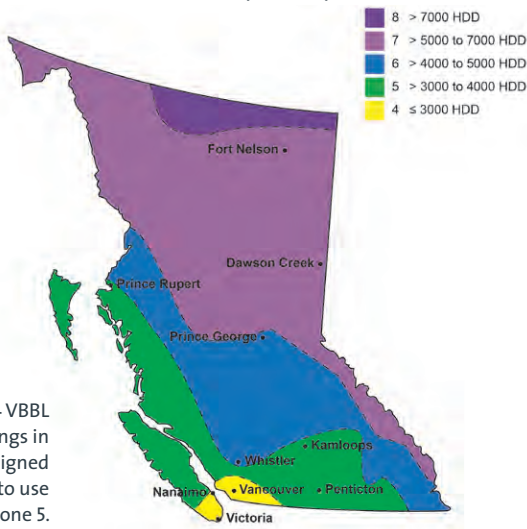 8 > 7000 HDD
7 > 5000 to 7000 HDD
6 > 4000 to 5000 HDD
5 > 3000 to 4000 HDD
4 ≤ 3000 HDD
Fort Nelson
Dawson Creek
Prince Rupert
Prince George
Kamloops
Whistler
Nanaimo
Vancouver
Penticton
Victoria
VBBL
ngs in
igned
to use
one 5.